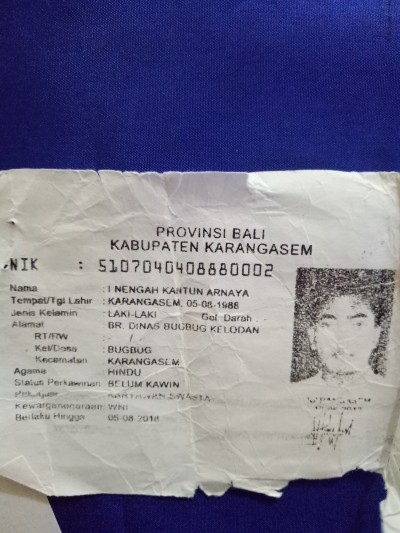 PROVINSI BALI
KABUPATEN KARANGASEM
NIK : 5107040408880002
Nama : I NENGAH KANTUN ARNAYA
Tempat/Tgl Lahir : KARANGASEM, 05-08-1988
Jenis Kelamin : LAKI-LAKI Gol Darah : -
Alamat : BR DINAS BUGBUG KELODAN
RT/RW : - / -
Kel/Desa : BUGBUG
Kecamatan : KARANGASEM
Agama : HINDU
Status Perkawinan : BELUM KAWIN
Pekerjaan : KARYAWAN SWASTA
Kewarganegaraan : WNI
Berlaku Hingga : 05-08-2018
KARANGASEM